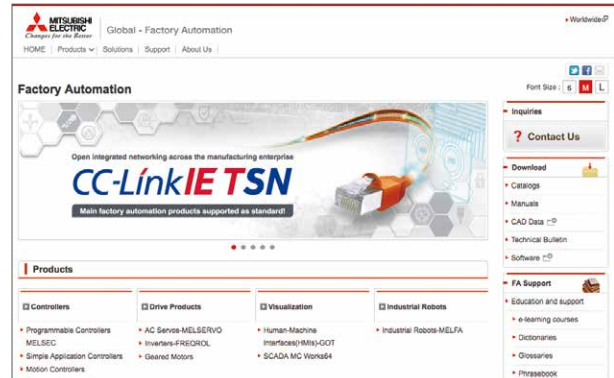 MITSUBISHI
ELECTRIC
Changes for the Better
Global - Factory Automation
Worldwide
HOME Products Solutions Support About Us
Font Size : S M L
Factory Automation
Open integrated networking across the manufacturing enterprise
CC-Link IE TSN
Main factory automation products supported as standard!
Inquiries
? Contact Us
Download
Catalogs
Manuals
CAD Data
Technical Bulletin
Software
Products
Controllers
Programmable Controllers
MELSEC
Simple Application Controllers
Motion Controllers
Drive Products
AC Servos-MELSERVO
Inverters-FREQROL
Geared Motors
Visualization
Human-Machine
Interfaces(HMIs)-GOT
SCADA MC Works64
Industrial Robots
Industrial Robots-MELFA
FA Support
Education and support
e-learning courses
Dictionaries
Glossaries
Phrasebook